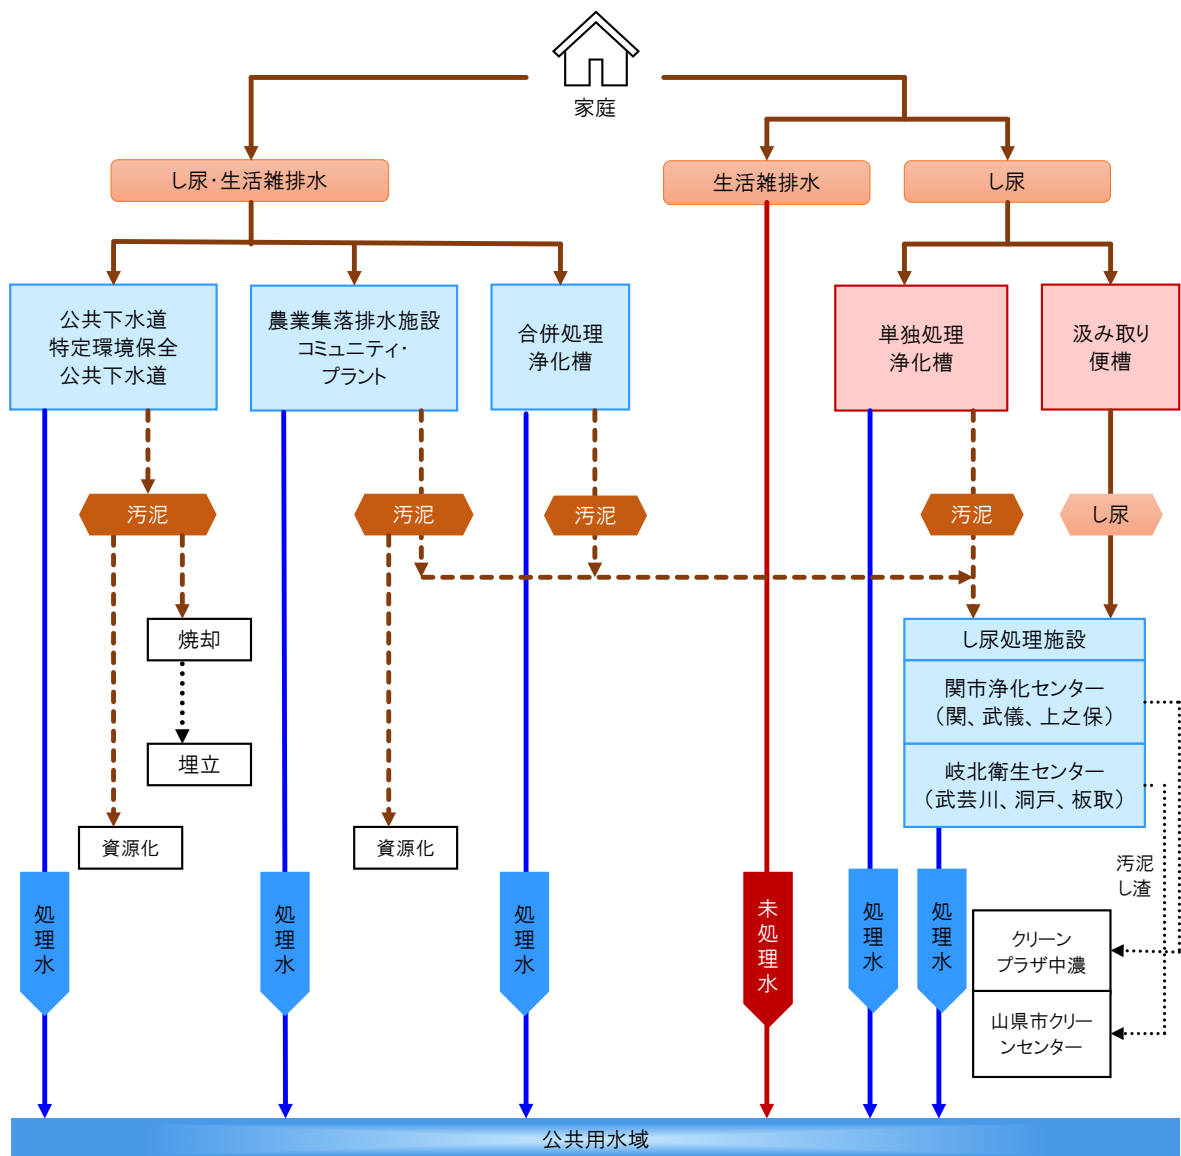 家庭
し尿・生活雑排水
生活雑排水
し尿
公共下水道
特定環境保全
公共下水道
農業集落排水施設
コミュニティ・
プラント
合併処理
浄化槽
単独処理
浄化槽
汲み取り
便槽
汚泥
汚泥
汚泥
汚泥
し尿
焼却
埋立
資源化
資源化
し尿処理施設
関市浄化センター
（関、武儀、上之保）
岐北衛生センター
（武芸川、洞戸、板取）
汚泥
し渣
処理水
処理水
処理水
未処理水
処理水
処理水
クリーン
プラザ中濃
山県市クリー
ンセンター
公共用水域